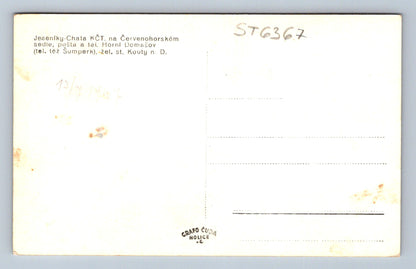 Jeseníky-Chata KČT. na Červenohorském
sedle, pošta a tel. Horní Domašov
(tel. též Šumperk), žel. st. Kouty n. D.
ST6367
GRAFO ČUDA
HOLICE